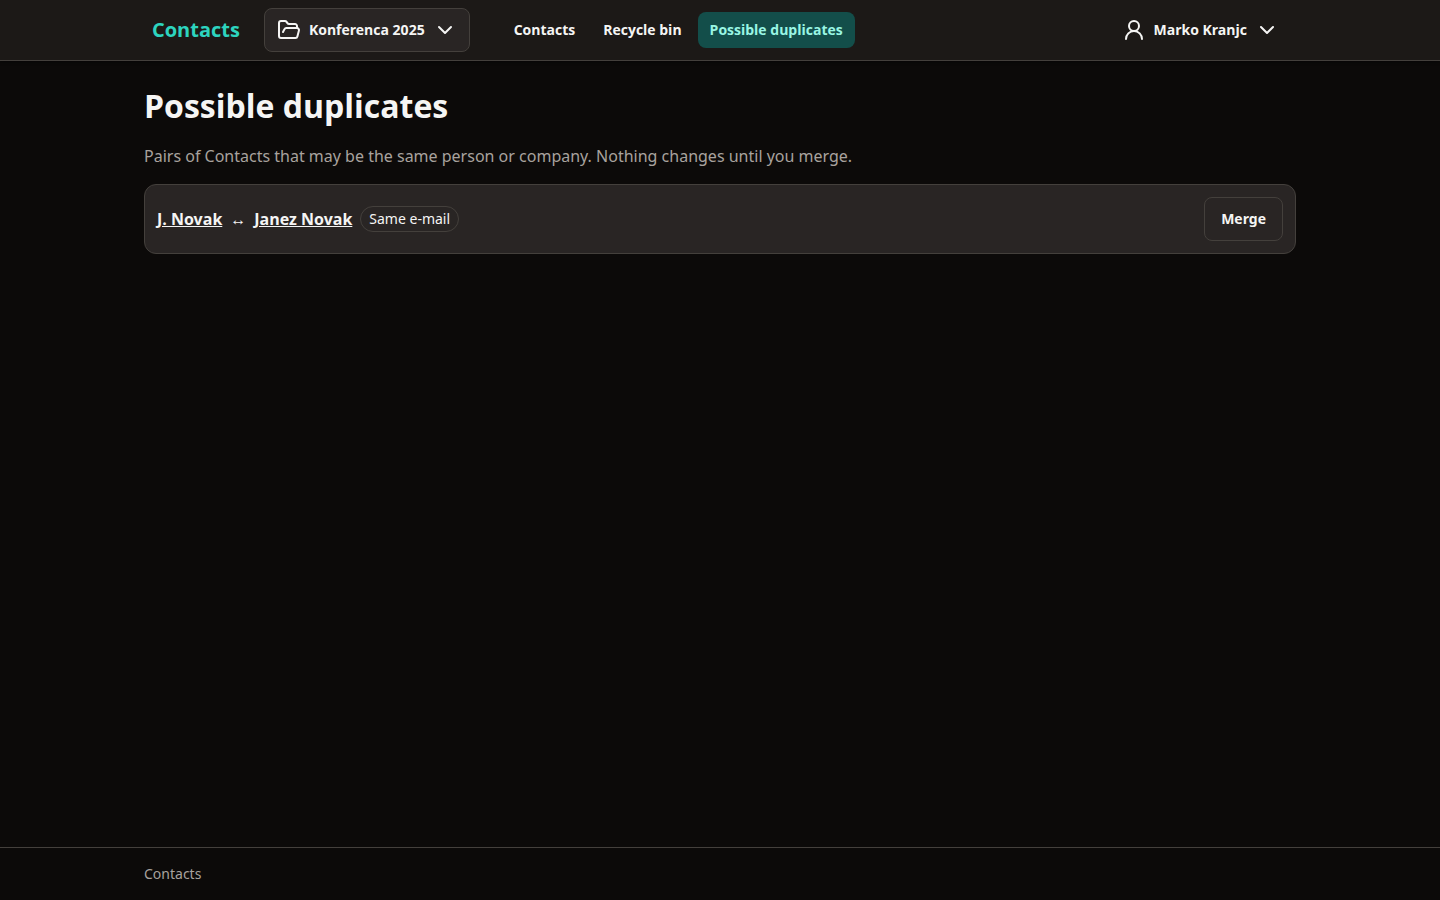 Contacts
Konferenca 2025
Contacts
Recycle bin
Possible duplicates
Marko Kranjc
Possible duplicates
Pairs of Contacts that may be the same person or company. Nothing changes until you merge.
J. Novak ↔ Janez Novak Same e-mail
Merge
Contacts